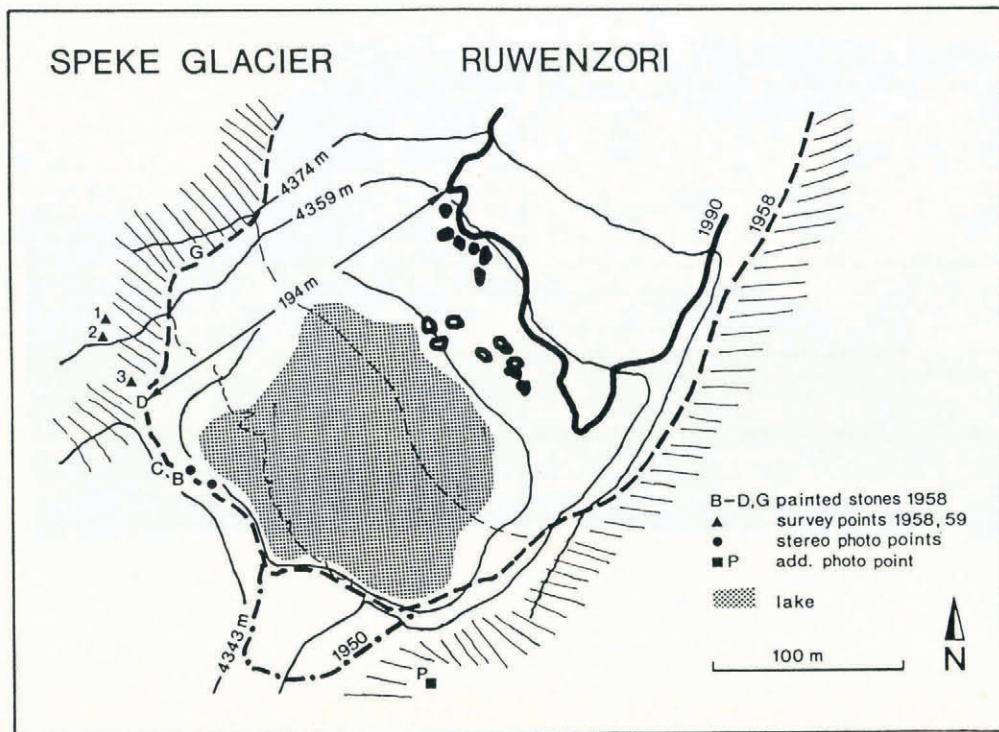 SPEKE GLACIER RUWENZORI
4374 m
4359 m
G
194 m
1990
1958
1
2
3
D
C
B
4343 m
1950
P
B–D,G painted stones 1958
▲ survey points 1958, 59
● stereo photo points
■ P add. photo point
lake
100 m
N